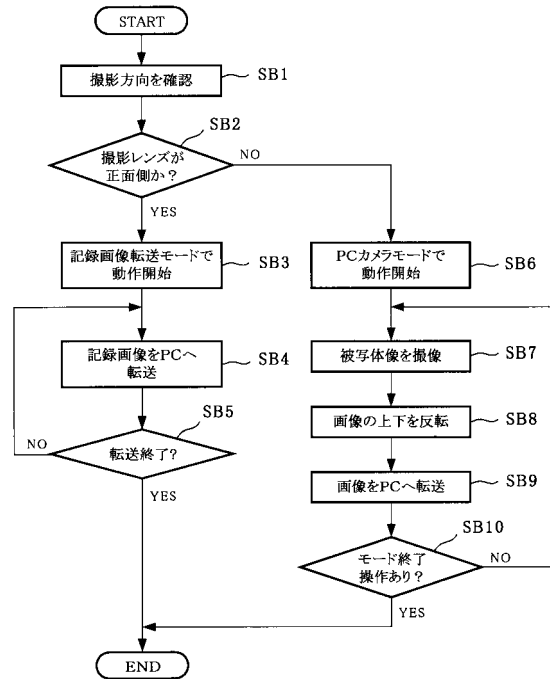 START
撮影方向を確認
SB1
SB2
撮影レンズが
正面側か?
NO
YES
記録画像転送モードで
動作開始
SB3
PCカメラモードで
動作開始
SB6
記録画像をPCへ
転送
SB4
被写体像を撮像
SB7
SB5
転送終了?
NO
YES
画像の上下を反転
SB8
画像をPCへ転送
SB9
SB10
モード終了
操作あり?
NO
YES
END